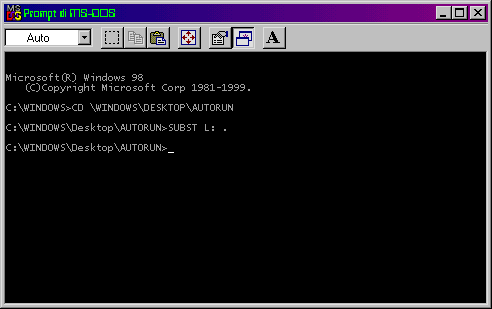 Prompt di MS-DOS
Auto
A
Microsoft(R) Windows 98
(C)Copyright Microsoft Corp 1981-1999.
C:\WINDOWS>CD \WINDOWS\DESKTOP\AUTORUN
C:\WINDOWS\Desktop\AUTORUN>SUBST L: .
C:\WINDOWS\Desktop\AUTORUN>_